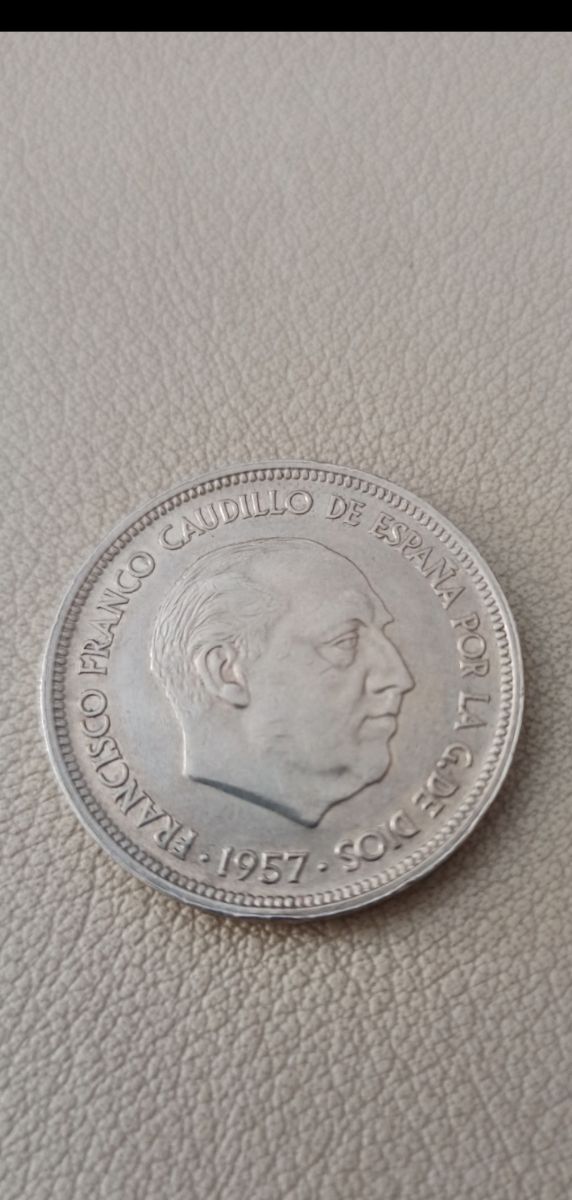 FRANCISCO FRANCO CAUDILLO DE ESPAÑA POR LA G. DE DIOS
· 1957 ·